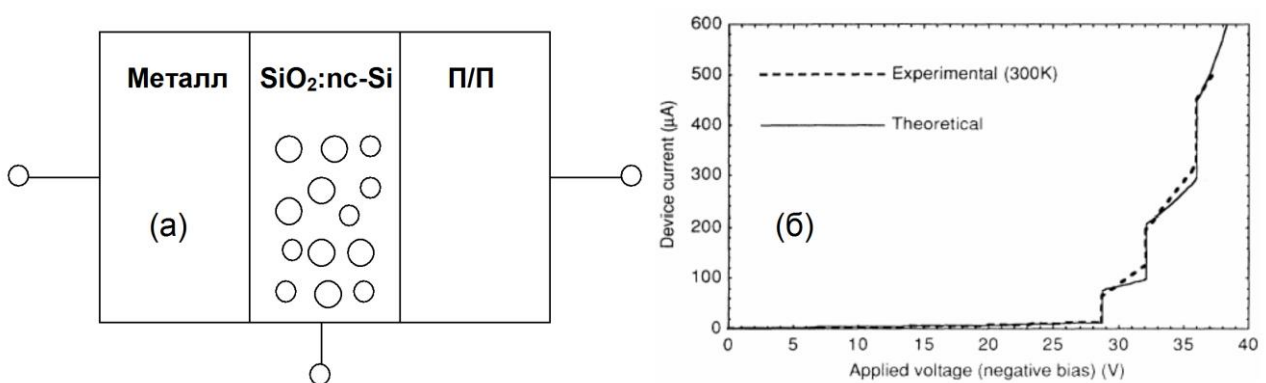 Металл SiO₂:nc-Si П/П
(а)
600
500
400
300
200
100
0
Device current (µA)
Experimental (300K)
Theoretical
(б)
0 5 10 15 20 25 30 35 40
Applied voltage (negative bias) (V)